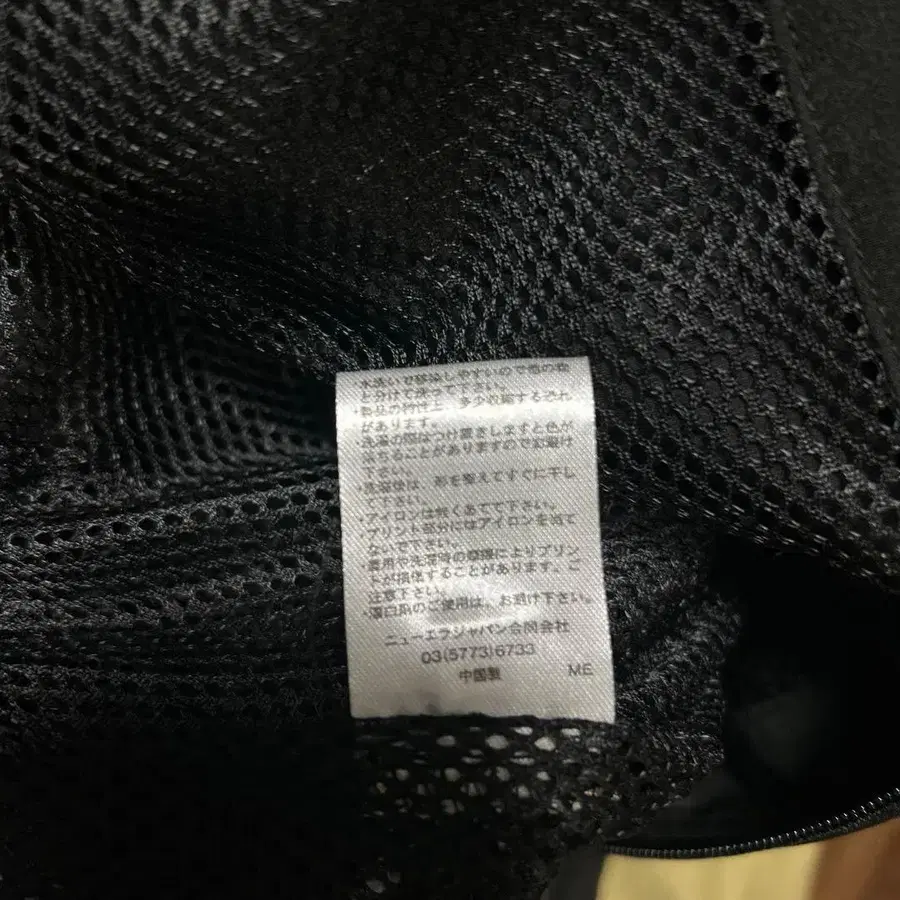 ・水洗いで移染しやすいので他の物
と分けて洗って下さい。
・製品の特性上、多少収縮する恐れ
があります。
・洗濯の際はつけ置きしますと色が
落ちることがありますのでお避け
下さい。
・洗濯後は、形を整えてすぐに干し
て下さい。
・アイロンは軽くあてて下さい。
・プリント部分にはアイロンを当て
ないで下さい。
・着用や洗濯時の摩擦によりプリン
トが損傷することがあります。ご
注意下さい。
・漂白剤のご使用は、お避け下さい。
ニューエラジャパン合同会社
03(5773)6733
中国製 ME